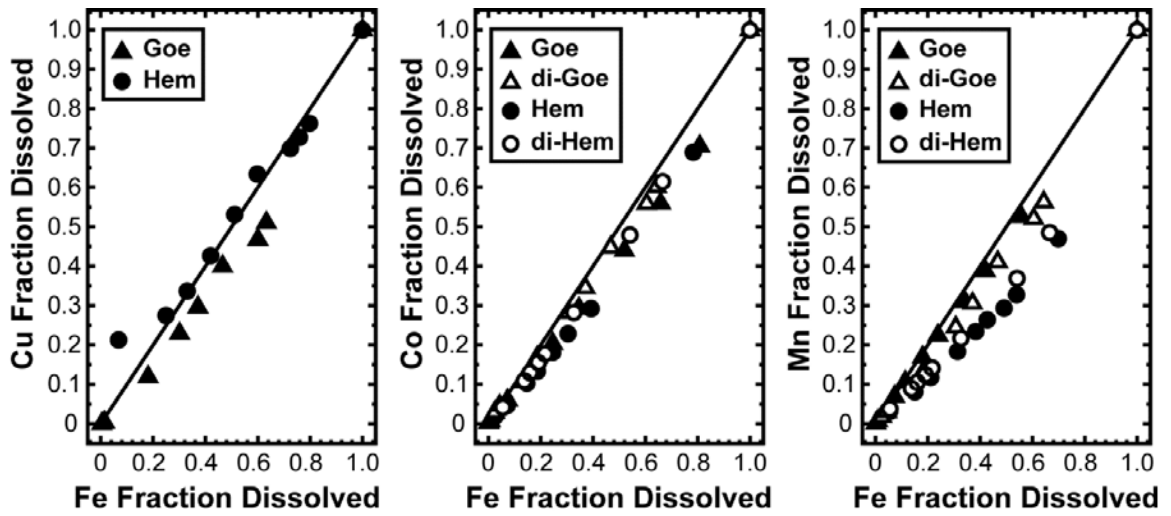 Cu Fraction Dissolved
1.0
0.9
0.8
0.7
0.6
0.5
0.4
0.3
0.2
0.1
0
Goe
Hem
0 0.2 0.4 0.6 0.8 1.0
Fe Fraction Dissolved
Co Fraction Dissolved
1.0
0.9
0.8
0.7
0.6
0.5
0.4
0.3
0.2
0.1
0
Goe
di-Goe
Hem
di-Hem
0 0.2 0.4 0.6 0.8 1.0
Fe Fraction Dissolved
Mn Fraction Dissolved
1.0
0.9
0.8
0.7
0.6
0.5
0.4
0.3
0.2
0.1
0
Goe
di-Goe
Hem
di-Hem
0 0.2 0.4 0.6 0.8 1.0
Fe Fraction Dissolved